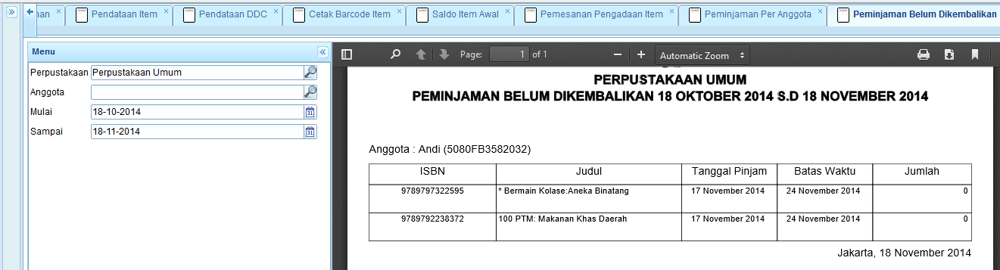 nan × Pendataan Item × Pendataan DDC × Cetak Barcode Item × Saldo Item Awal × Pemesanan Pengadaan Item × Peminjaman Per Anggota × Peminjaman Belum Dikembalikan
Menu
Perpustakaan Perpustakaan Umum
Anggota
Mulai 18-10-2014 31
Sampai 18-11-2014 31
Page: 1 of 1 Automatic Zoom
PERPUSTAKAAN UMUM
PEMINJAMAN BELUM DIKEMBALIKAN 18 OKTOBER 2014 S.D 18 NOVEMBER 2014
Anggota : Andi (5080FB3582032)
ISBN Judul Tanggal Pinjam Batas Waktu Jumlah
9789797322595 * Bermain Kolase:Aneka Binatang 17 November 2014 24 November 2014 0
9789792238372 100 PTM: Makanan Khas Daerah 17 November 2014 24 November 2014 0
Jakarta, 18 November 2014